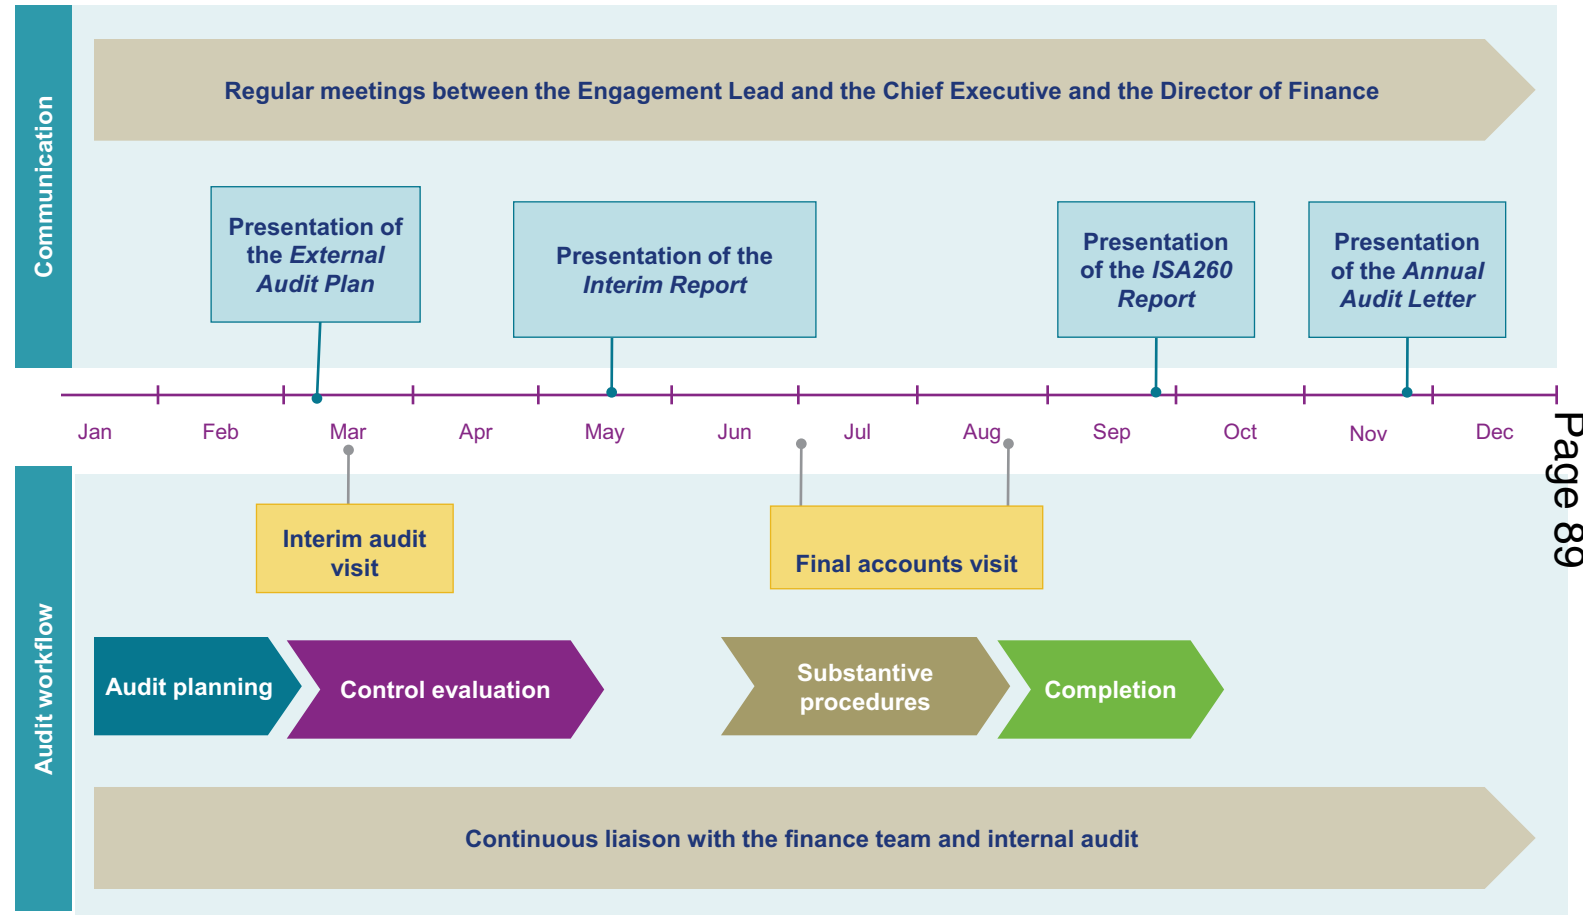 Communication
Regular meetings between the Engagement Lead and the Chief Executive and the Director of Finance
Presentation of
the External
Audit Plan
Presentation of the
Interim Report
Presentation
of the ISA260
Report
Presentation
of the Annual
Audit Letter
Jan Feb Mar Apr May Jun Jul Aug Sep Oct Nov Dec
Page 89
Audit workflow
Interim audit
visit
Final accounts visit
Audit planning
Control evaluation
Substantive
procedures
Completion
Continuous liaison with the finance team and internal audit